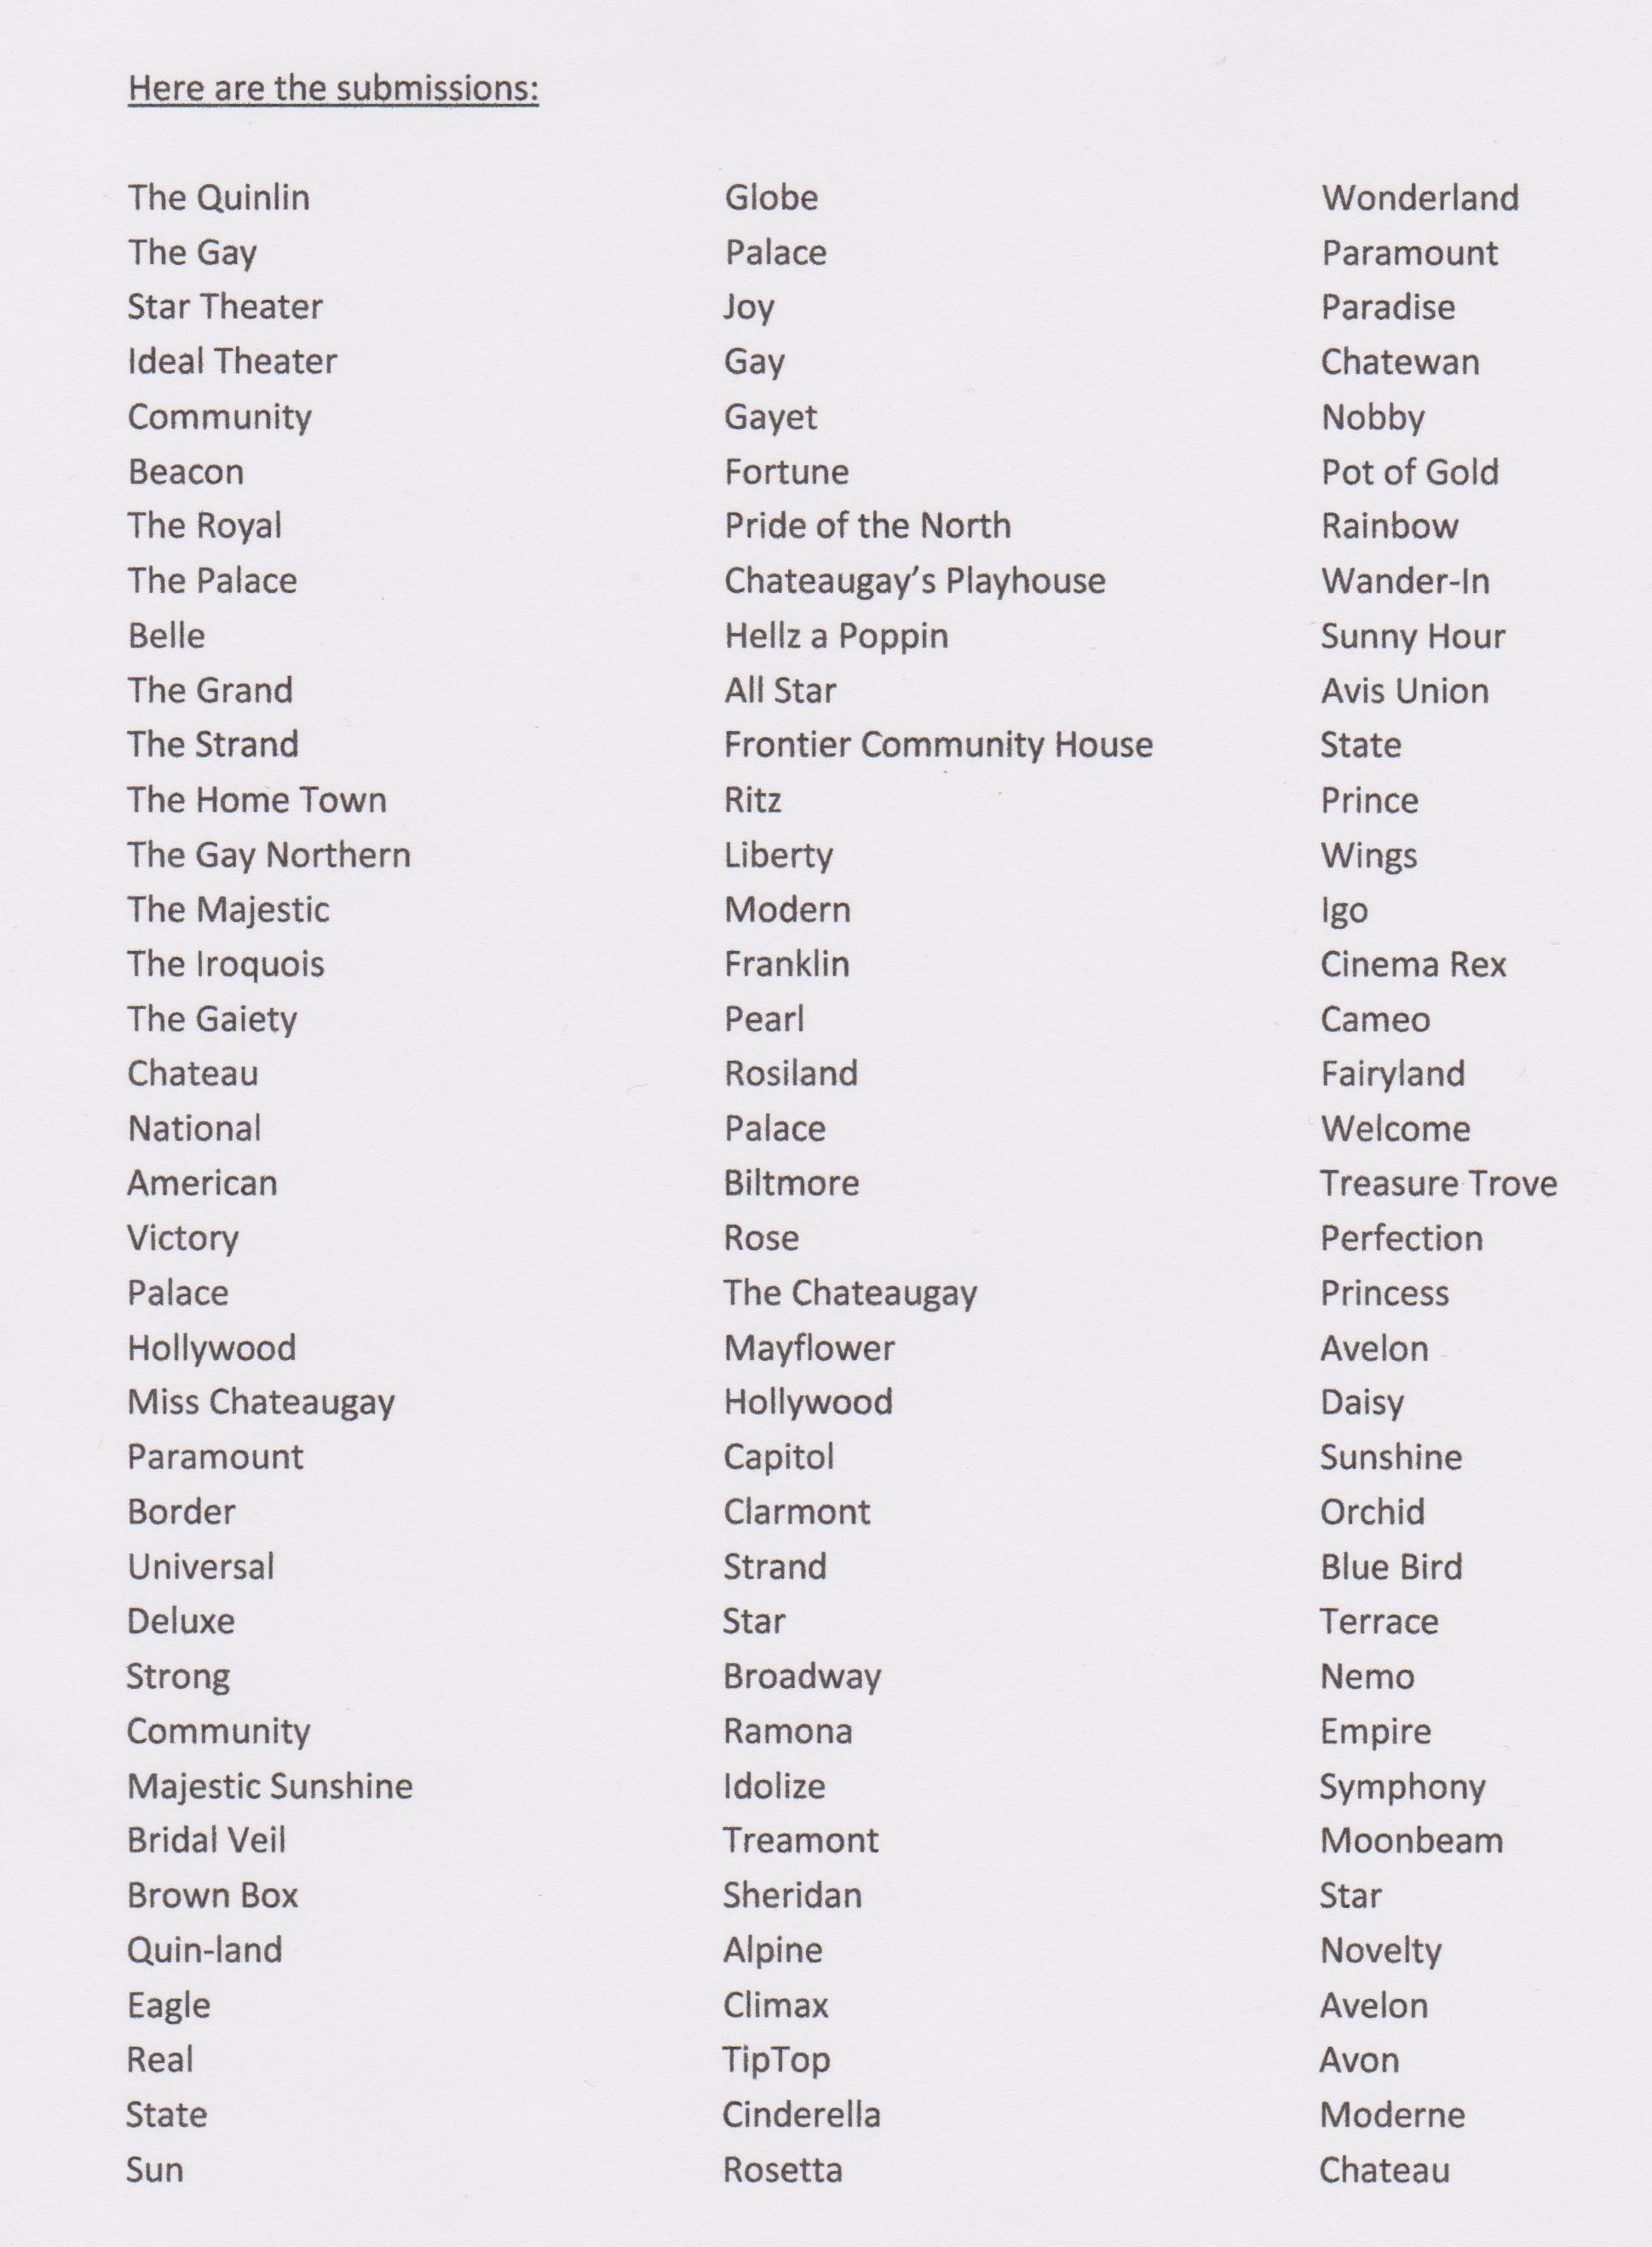 Here are the submissions:
The Quinlin
The Gay
Star Theater
Ideal Theater
Community
Beacon
The Royal
The Palace
Belle
The Grand
The Strand
The Home Town
The Gay Northern
The Majestic
The Iroquois
The Gaiety
Chateau
National
American
Victory
Palace
Hollywood
Miss Chateaugay
Paramount
Border
Universal
Deluxe
Strong
Community
Majestic Sunshine
Bridal Veil
Brown Box
Quin-land
Eagle
Real
State
Sun
Globe
Palace
Joy
Gay
Gayet
Fortune
Pride of the North
Chateaugay’s Playhouse
Hellz a Poppin
All Star
Frontier Community House
Ritz
Liberty
Modern
Franklin
Pearl
Rosiland
Palace
Biltmore
Rose
The Chateaugay
Mayflower
Hollywood
Capitol
Clarmont
Strand
Star
Broadway
Ramona
Idolize
Treamont
Sheridan
Alpine
Climax
TipTop
Cinderella
Rosetta
Wonderland
Paramount
Paradise
Chatewan
Nobby
Pot of Gold
Rainbow
Wander-In
Sunny Hour
Avis Union
State
Prince
Wings
Igo
Cinema Rex
Cameo
Fairyland
Welcome
Treasure Trove
Perfection
Princess
Avelon
Daisy
Sunshine
Orchid
Blue Bird
Terrace
Nemo
Empire
Symphony
Moonbeam
Star
Novelty
Avelon
Avon
Moderne
Chateau